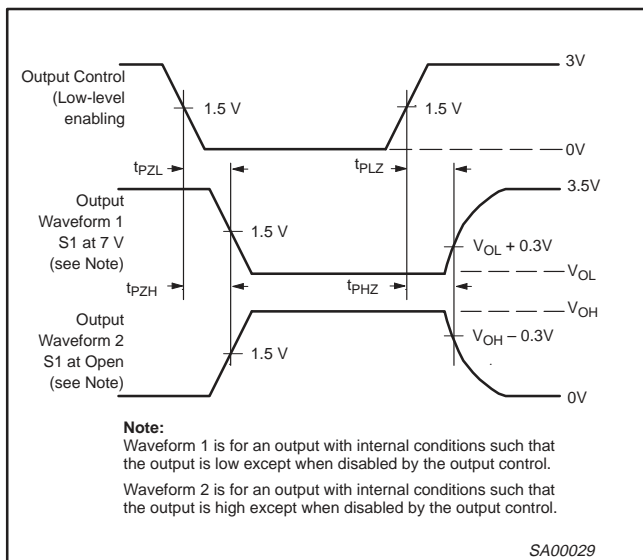 Output Control
(Low-level
enabling
1.5 V
1.5 V
3V
0V
tPZL
tPLZ
Output
Waveform 1
S1 at 7 V
(see Note)
1.5 V
3.5V
VOL + 0.3V
VOL
tPZH
tPHZ
VOH
Output
Waveform 2
S1 at Open
(see Note)
1.5 V
VOH – 0.3V
0V
Note:
Waveform 1 is for an output with internal conditions such that
the output is low except when disabled by the output control.
Waveform 2 is for an output with internal conditions such that
the output is high except when disabled by the output control.
SA00029